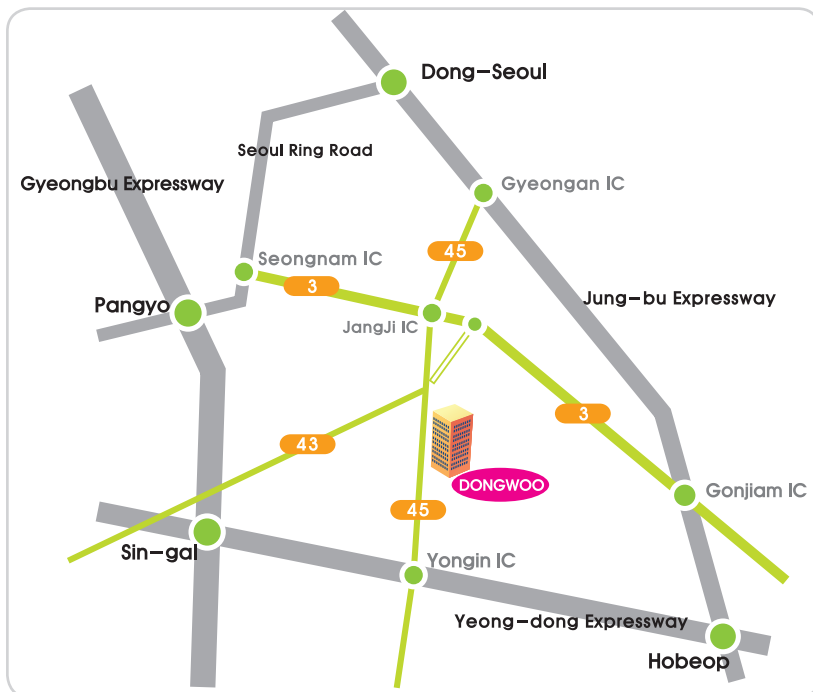 Dong-Seoul
Seoul Ring Road
Gyeongbu Expressway
Gyeongan IC
45
Seongnam IC
3
Pangyo
JangJi IC
Jung-bu Expressway
3
43
DONGWOO
45
Gonjiam IC
Sin-gal
Yongin IC
Yeong-dong Expressway
Hobeop